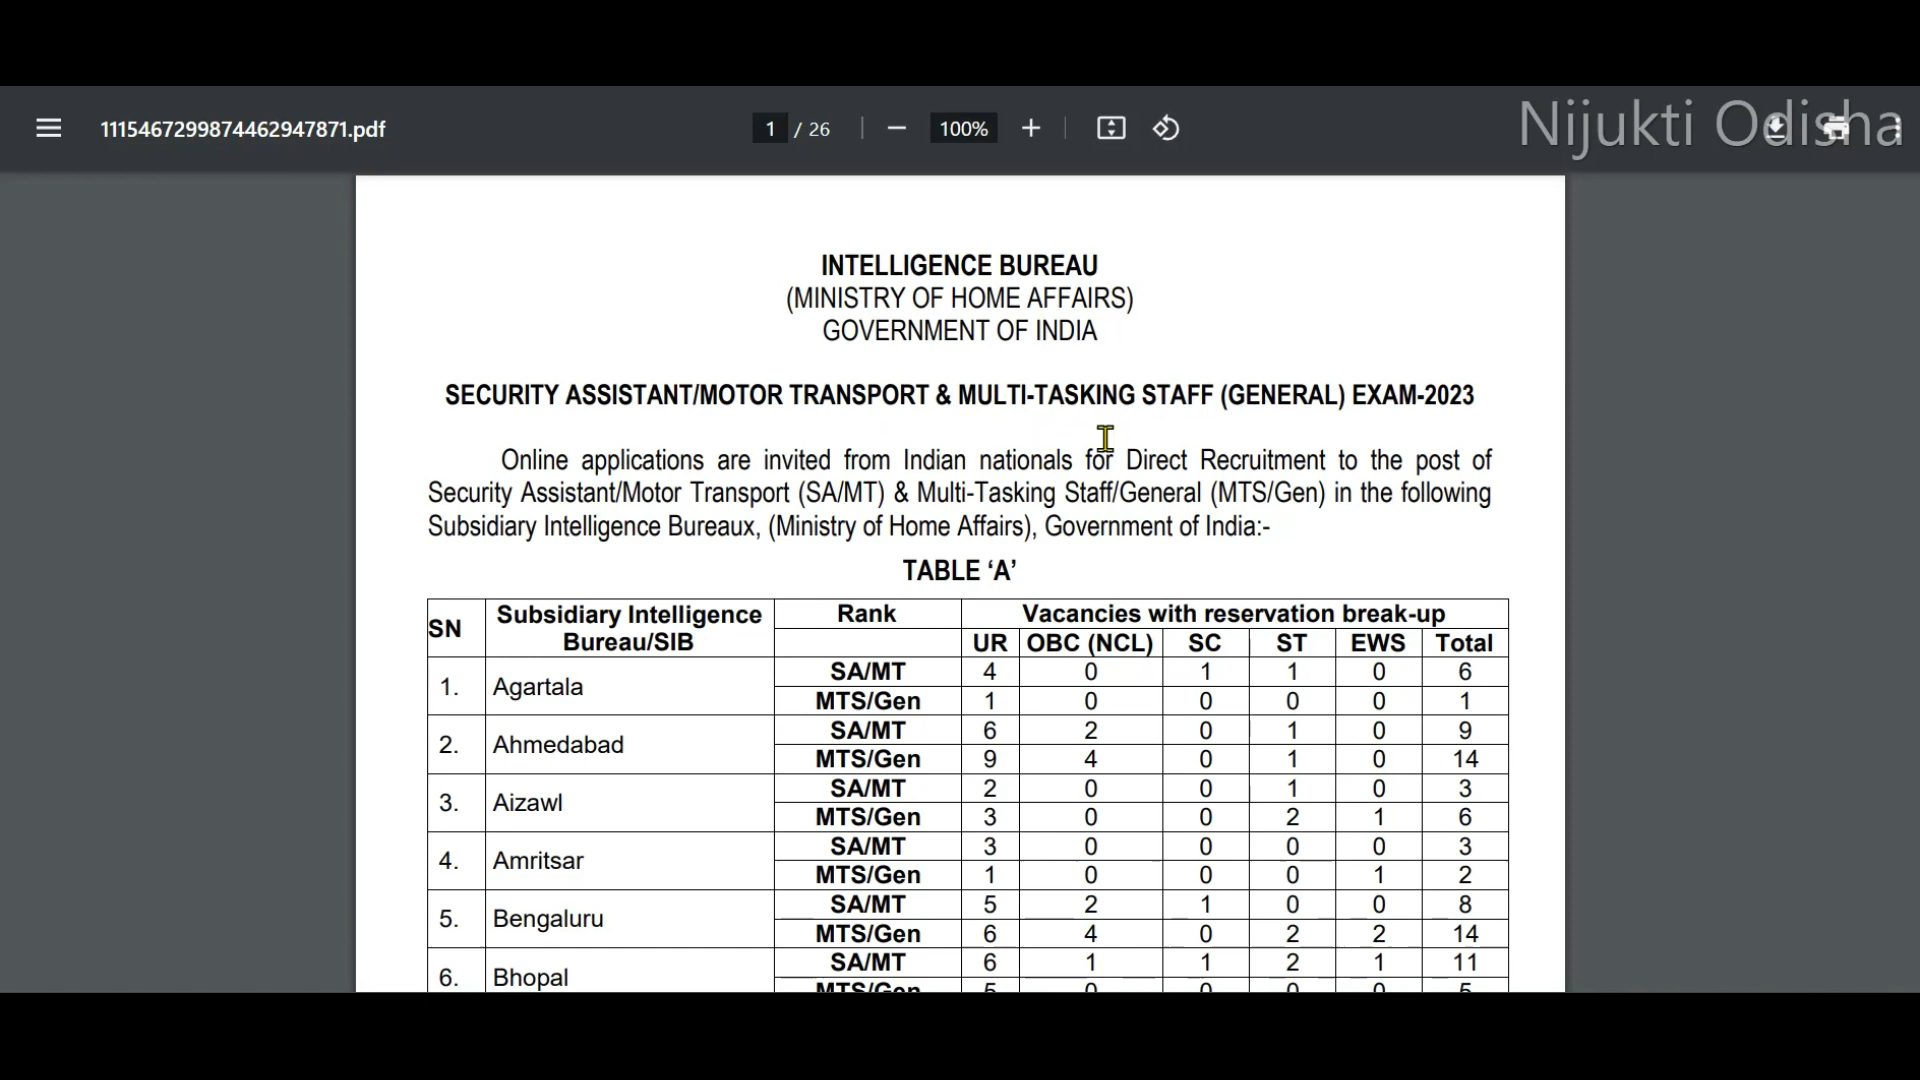 1115467299874462947871.pdf
1 / 26
100%
Nijukti Odisha
INTELLIGENCE BUREAU
(MINISTRY OF HOME AFFAIRS)
GOVERNMENT OF INDIA
SECURITY ASSISTANT/MOTOR TRANSPORT & MULTI-TASKING STAFF (GENERAL) EXAM-2023
Online applications are invited from Indian nationals for Direct Recruitment to the post of
Security Assistant/Motor Transport (SA/MT) & Multi-Tasking Staff/General (MTS/Gen) in the following
Subsidiary Intelligence Bureaux, (Ministry of Home Affairs), Government of India:-
TABLE ‘A’
SN Subsidiary Intelligence Bureau/SIB Rank Vacancies with reservation break-up
UR OBC (NCL) SC ST EWS Total
1. Agartala SA/MT 4 0 1 1 0 6
MTS/Gen 1 0 0 0 0 1
2. Ahmedabad SA/MT 6 2 0 1 0 9
MTS/Gen 9 4 0 1 0 14
3. Aizawl SA/MT 2 0 0 1 0 3
MTS/Gen 3 0 0 2 1 6
4. Amritsar SA/MT 3 0 0 0 0 3
MTS/Gen 1 0 0 0 1 2
5. Bengaluru SA/MT 5 2 1 0 0 8
MTS/Gen 6 4 0 2 2 14
6. Bhopal SA/MT 6 1 1 2 1 11
MTS/Gen 5 0 0 0 0 5